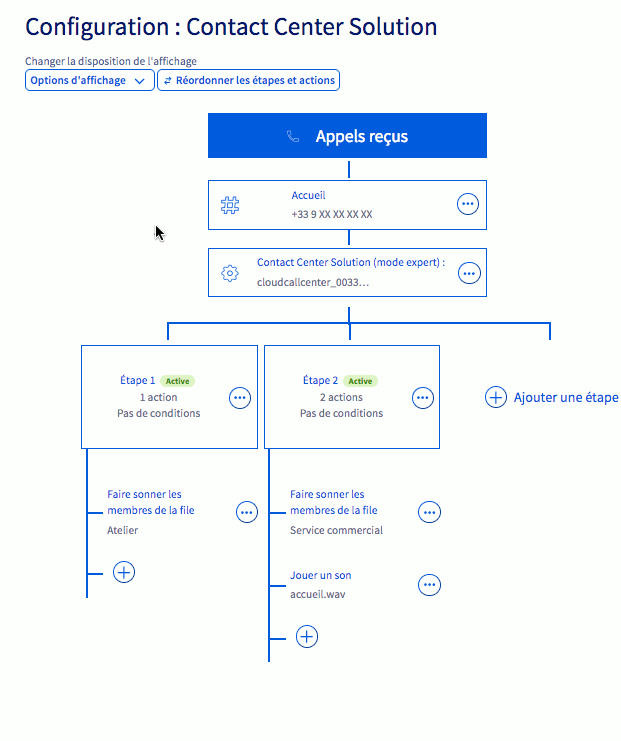 Configuration : Contact Center Solution
Changer la disposition de l'affichage
Options d'affichage
Réordonner les étapes et actions
Appels reçus
Accueil
+33 9 XX XX XX XX
Contact Center Solution (mode expert) :
cloudcallcenter_0033...
Étape 1 Active
1 action
Pas de conditions
Étape 2 Active
2 actions
Pas de conditions
Ajouter une étape
Faire sonner les
membres de la file
Atelier
Faire sonner les
membres de la file
Service commercial
Jouer un son
accueil.wav